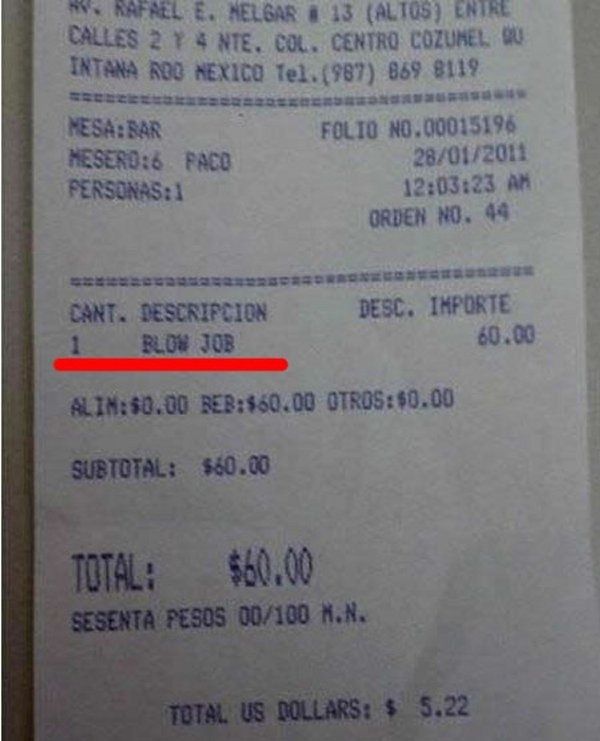 AV. RAFAEL E. MELGAR # 13 (ALTOS) ENTRE
CALLES 2 Y 4 NTE. COL. CENTRO COZUMEL QU
INTANA ROO MEXICO Tel.(987) 869 8119
MESA:BAR FOLIO NO.00015196
MESERO:6 PACO 28/01/2011
PERSONAS:1 12:03:23 AM
ORDEN NO. 44
CANT. DESCRIPCION DESC. IMPORTE
1 BLOW JOB 60.00
ALIM:$0.00 BEB:$60.00 OTROS:$0.00
SUBTOTAL: $60.00
TOTAL: $60.00
SESENTA PESOS 00/100 M.N.
TOTAL US DOLLARS: $ 5.22